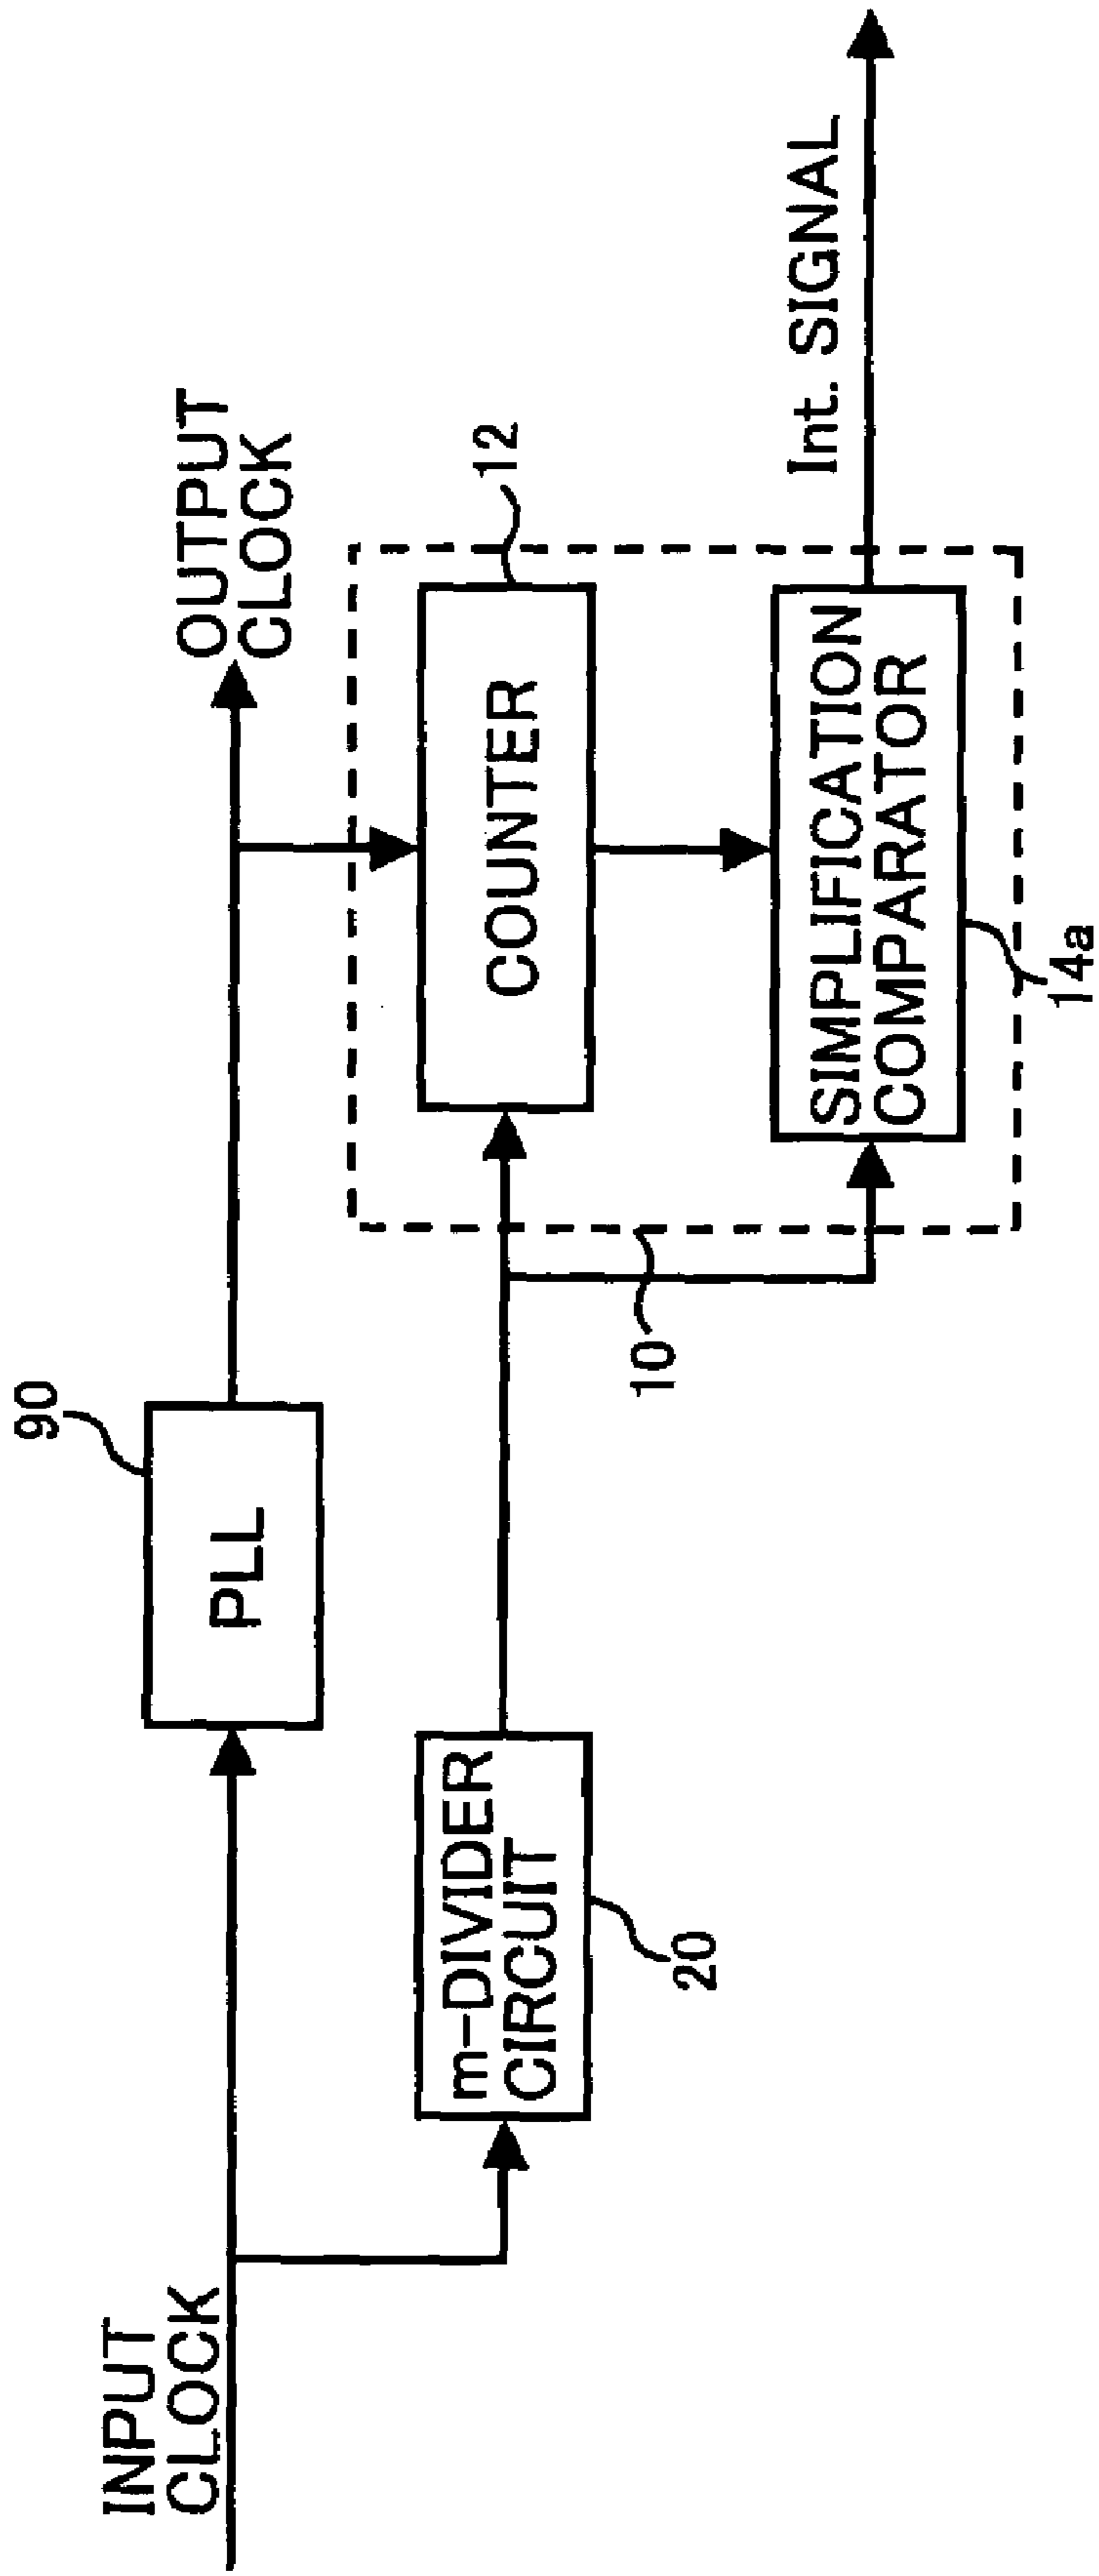 INPUT
CLOCK
90
PLL
OUTPUT
CLOCK
m-DIVIDER
CIRCUIT
20
12
COUNTER
10
SIMPLIFICATION
COMPARATOR
14a
Int. SIGNAL